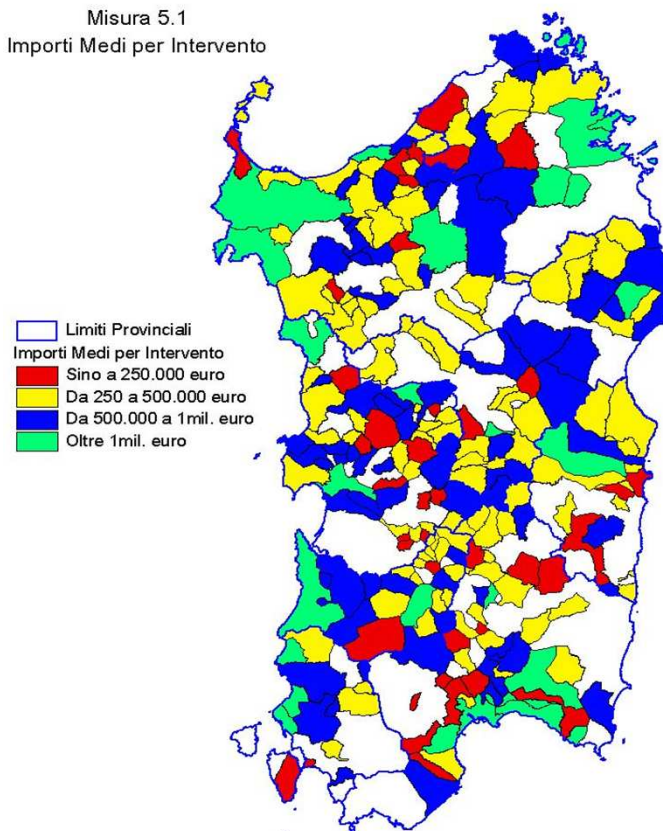 Misura 5.1
Importi Medi per Intervento
Limiti Provinciali
Importi Medi per Intervento
Sino a 250.000 euro
Da 250 a 500.000 euro
Da 500.000 a 1mil. euro
Oltre 1mil. euro